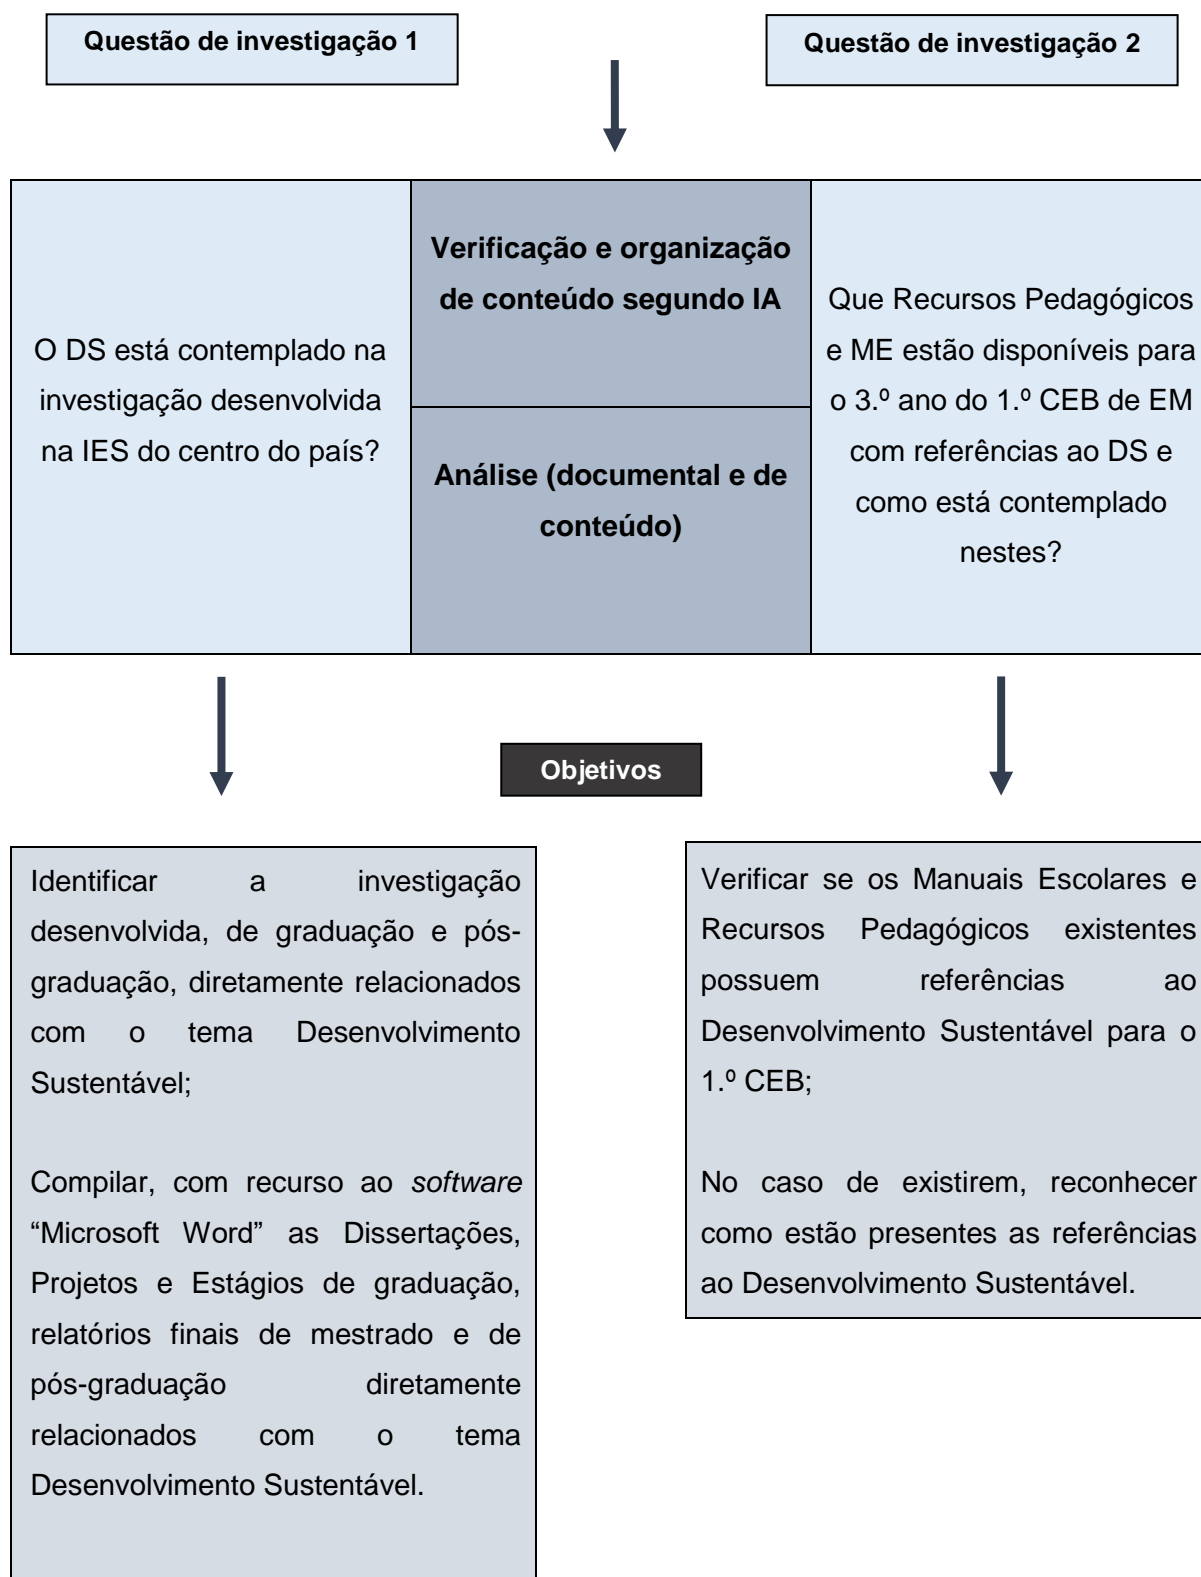 Questão de investigação 1
Questão de investigação 2
O DS está contemplado na
investigação desenvolvida
na IES do centro do país?
Verificação e organização
de conteúdo segundo IA
Análise (documental e de
conteúdo)
Que Recursos Pedagógicos
e ME estão disponíveis para
o 3.º ano do 1.º CEB de EM
com referências ao DS e
como está contemplado
nestes?
Objetivos
Identificar a investigação
desenvolvida, de graduação e pós-
graduação, diretamente relacionados
com o tema Desenvolvimento
Sustentável;
Compilar, com recurso ao software
“Microsoft Word” as Dissertações,
Projetos e Estágios de graduação,
relatórios finais de mestrado e de
pós-graduação diretamente
relacionados com o tema
Desenvolvimento Sustentável.
Verificar se os Manuais Escolares e
Recursos Pedagógicos existentes
possuem referências ao
Desenvolvimento Sustentável para o
1.º CEB;
No caso de existirem, reconhecer
como estão presentes as referências
ao Desenvolvimento Sustentável.